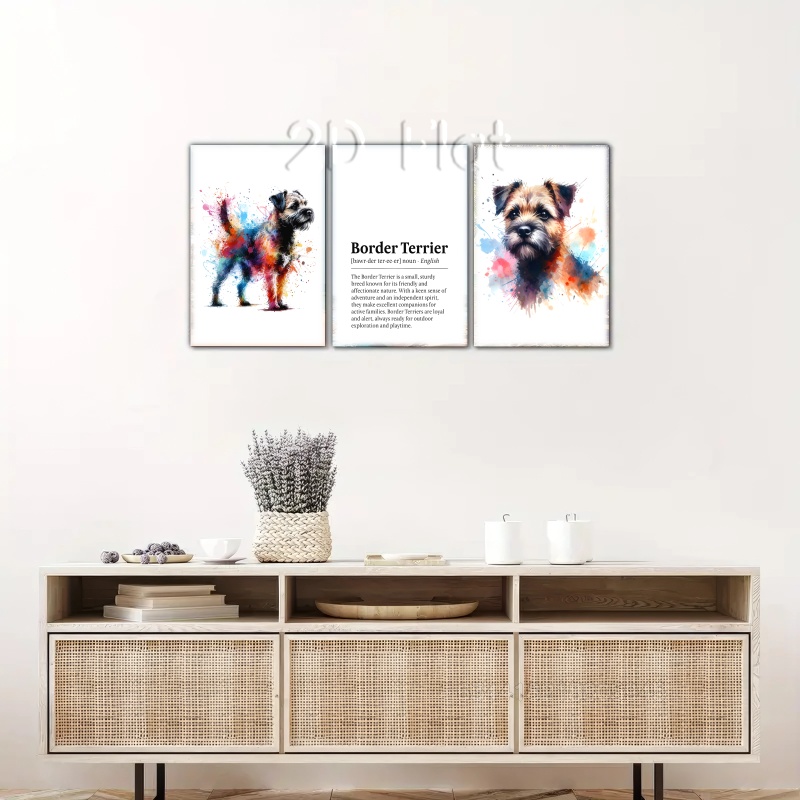 2D Flat
Border Terrier
[bawr-der ter-ee-er] noun · English
The Border Terrier is a small, sturdy
breed known for its friendly and
affectionate nature. With a keen sense of
adventure and an independent spirit,
they make excellent companions for
active families. Border Terriers are loyal
and alert, always ready for outdoor
exploration and playtime.